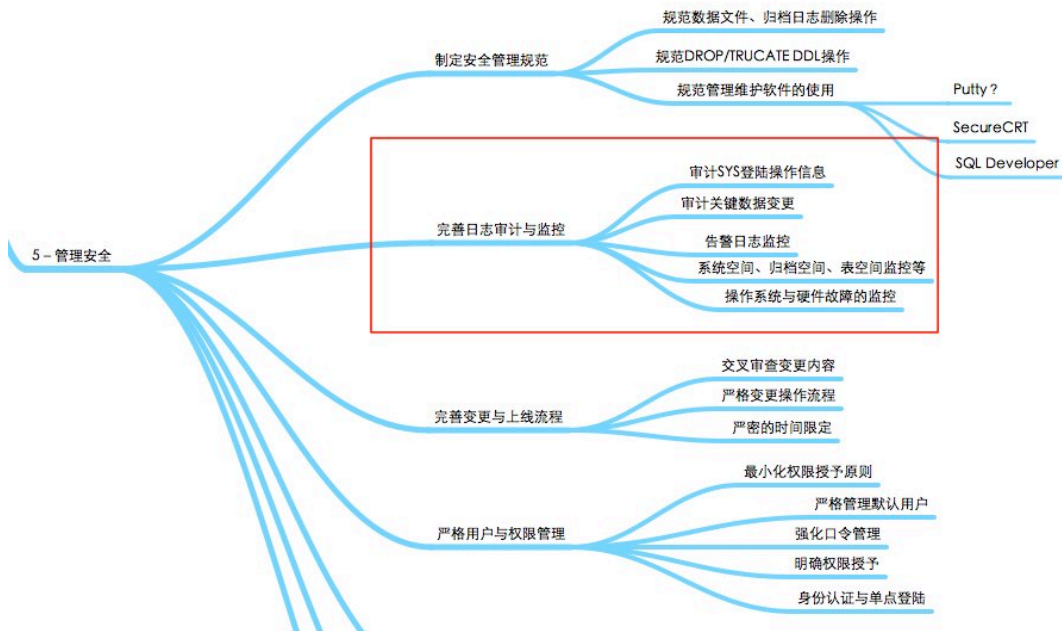 5 – 管理安全
制定安全管理规范
规范数据文件、归档日志删除操作
规范DROP/TRUCATE DDL操作
规范管理维护软件的使用
Putty？
SecureCRT
SQL Developer
完善日志审计与监控
审计SYS登陆操作信息
审计关键数据变更
告警日志监控
系统空间、归档空间、表空间监控等
操作系统与硬件故障的监控
完善变更与上线流程
交叉审查变更内容
严格变更操作流程
严密的时间限定
严格用户与权限管理
最小化权限授予原则
严格管理默认用户
强化口令管理
明确权限授予
身份认证与单点登陆